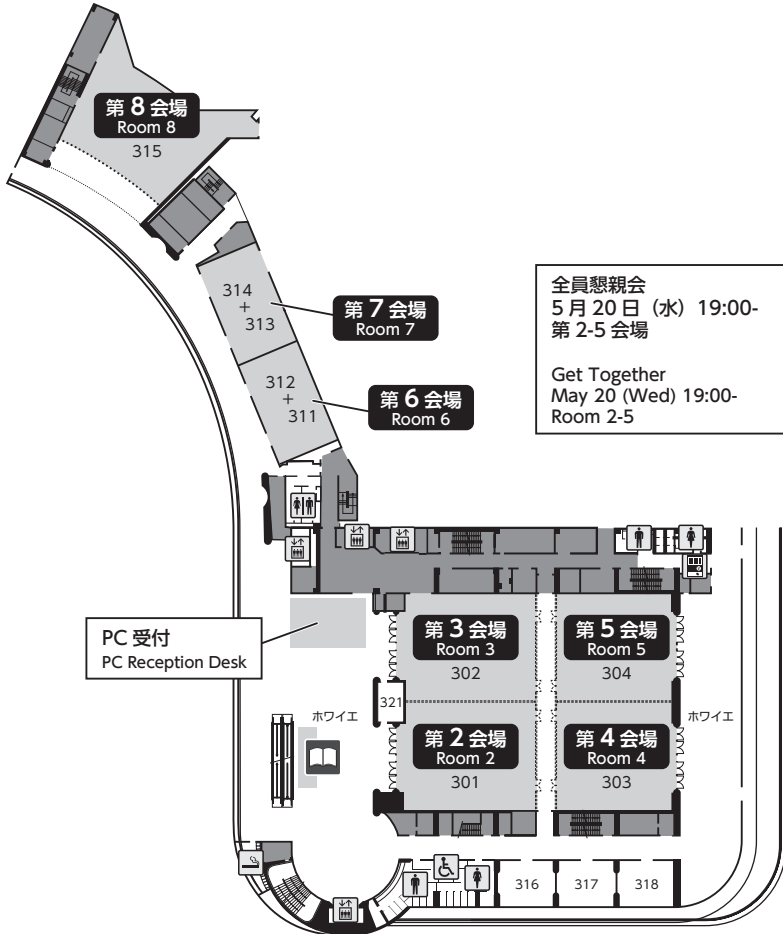 第 8 会場
Room 8
315
314
+
313
第 7 会場
Room 7
312
+
311
第 6 会場
Room 6
全員懇親会
5 月 20 日（水）19:00-
第 2-5 会場
Get Together
May 20 (Wed) 19:00-
Room 2-5
PC 受付
PC Reception Desk
第 3 会場
Room 3
302
第 5 会場
Room 5
304
321
ホワイエ
ホワイエ
第 2 会場
Room 2
301
第 4 会場
Room 4
303
316
317
318